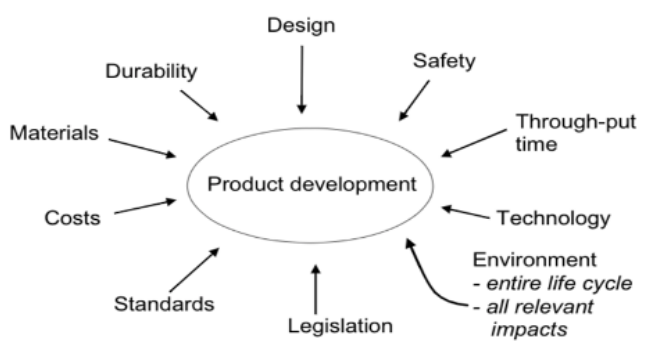 Design
Durability
Safety
Materials
Through-put
time
Product development
Costs
Technology
Environment
- entire life cycle
- all relevant
impacts
Standards
Legislation